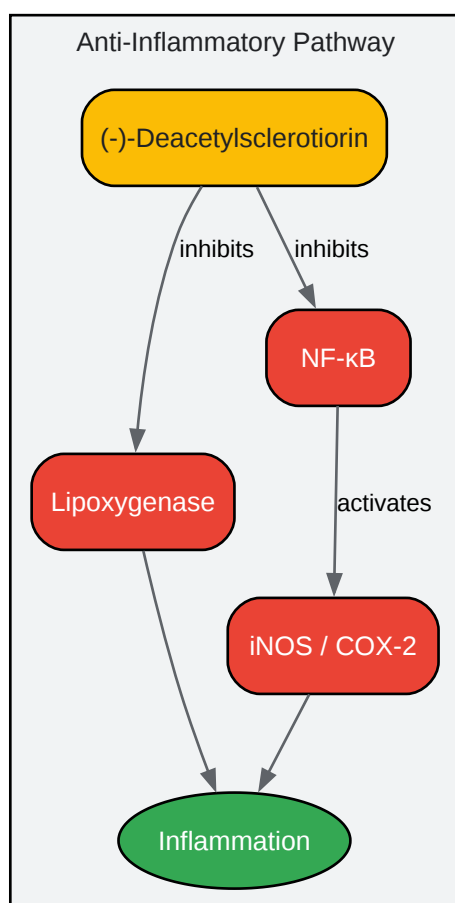 Anti-Inflammatory Pathway
(-)-Deacetylsclerotiorin
inhibits
inhibits
NF-κB
Lipoxygenase
activates
iNOS / COX-2
Inflammation